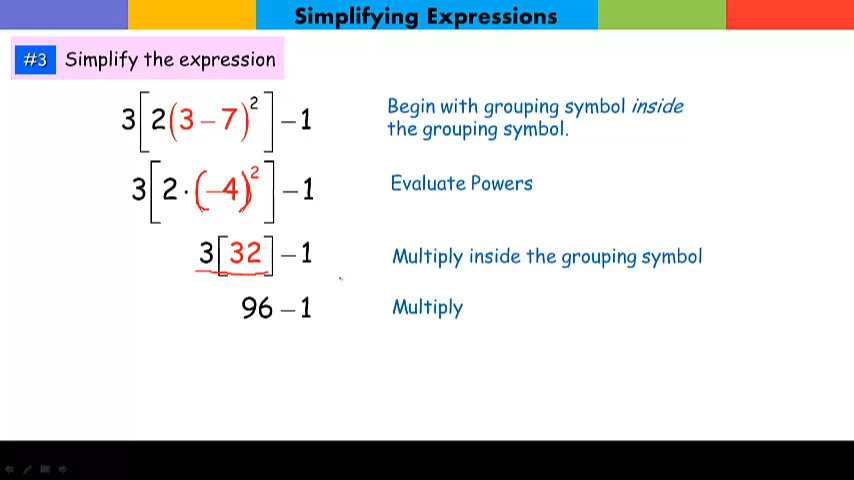 Simplifying Expressions
#3 Simplify the expression
3[2(3 – 7)²] – 1
Begin with grouping symbol inside
the grouping symbol.
3[2 · (–4)²] – 1
Evaluate Powers
3[32] – 1
Multiply inside the grouping symbol
96 – 1
Multiply